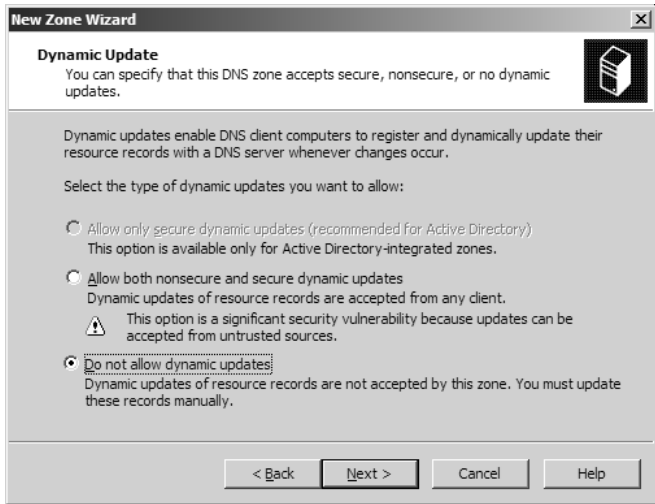 New Zone Wizard
Dynamic Update
You can specify that this DNS zone accepts secure, nonsecure, or no dynamic
updates.
Dynamic updates enable DNS client computers to register and dynamically update their
resource records with a DNS server whenever changes occur.
Select the type of dynamic updates you want to allow:
Allow only secure dynamic updates (recommended for Active Directory)
This option is available only for Active Directory-integrated zones.
Allow both nonsecure and secure dynamic updates
Dynamic updates of resource records are accepted from any client.
This option is a significant security vulnerability because updates can be
accepted from untrusted sources.
Do not allow dynamic updates
Dynamic updates of resource records are not accepted by this zone. You must update
these records manually.
< Back Next > Cancel Help